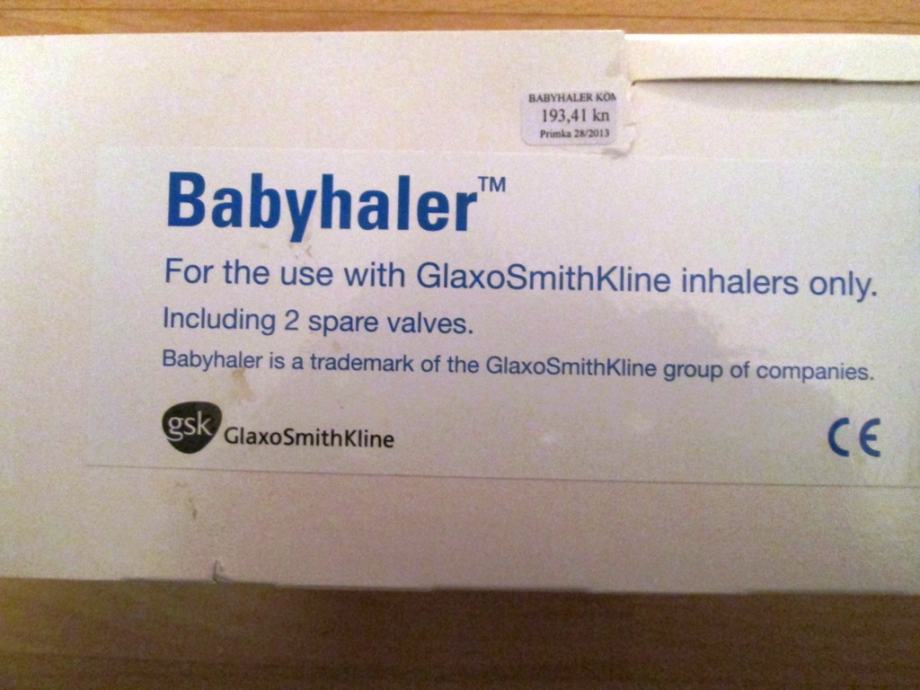 BABYHALER KOM
193,41 kn
Primka 28/2013
Babyhaler™
For the use with GlaxoSmithKline inhalers only.
Including 2 spare valves.
Babyhaler is a trademark of the GlaxoSmithKline group of companies.
gsk GlaxoSmithKline
CE